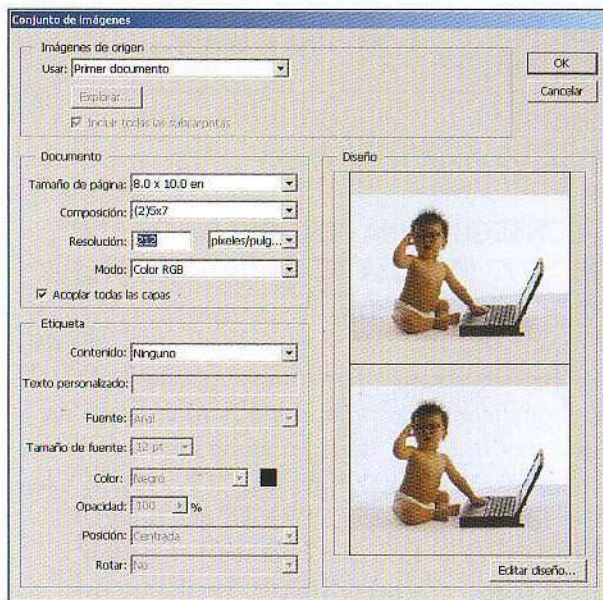 Conjunto de imágenes
Imágenes de origen
Usar: Primer documento
Explorar...
Incluir todas las subcarpetas
OK
Cancelar
Documento
Tamaño de página: 8.0 x 10.0 en
Composición: (2)5x7
Resolución: 212 píxeles/pulg...
Modo: Color RGB
Acoplar todas las capas
Etiqueta
Contenido: Ninguno
Texto personalizado:
Fuente: Arial
Tamaño de fuente: 12 pt
Color: Negro
Opacidad: 100 %
Posición: Centrada
Rotar: No
Diseño
Editar diseño...